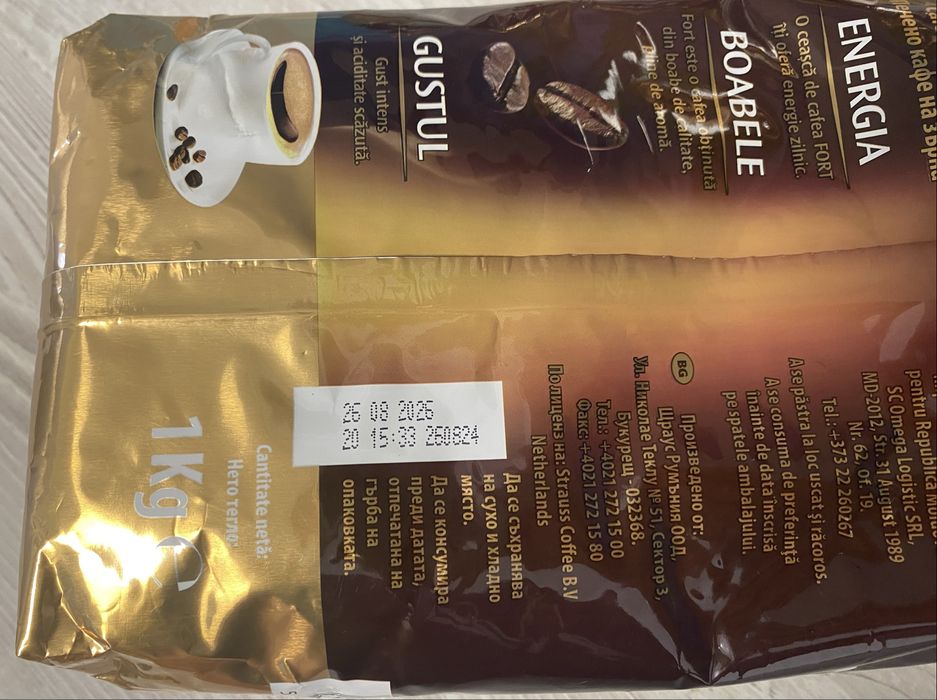 кафе на
ENERGIA
O ceașcă de cafea FORT
îți oferă energie zilnic.
BOABELE
Fort este o cafea obținută
din boabe de calitate,
pline de aromă.
GUSTUL
Gust intens
și aciditate scăzută.
pentru Republica
SC Omega Logistic SRL,
MD-2012, Str. 31 August 1989
Nr. 62, of. 19.
Tel.: +373 22 260267
A se păstra la loc uscat și răcoros.
A se consuma de preferință
înainte de data înscrisă
pe spatele ambalajului.
BG
Произведено от:
Щраус Румъния ООД,
Ул. Николае Теклу № 51, Сектор 3,
Букурещ 032368.
Тел.: +4021 272 15 00
Факс: +4021 272 15 80
По лиценз на: Strauss Coffee B.V
Netherlands
Да се съхранява
на сухо и хладно
място.
Да се консумира
преди датата,
отпечатана на
гърба на
опаковката.
26 08 2026
20 15:33 260824
Cantitate netă:
Нето тегло:
1 Kg ℮